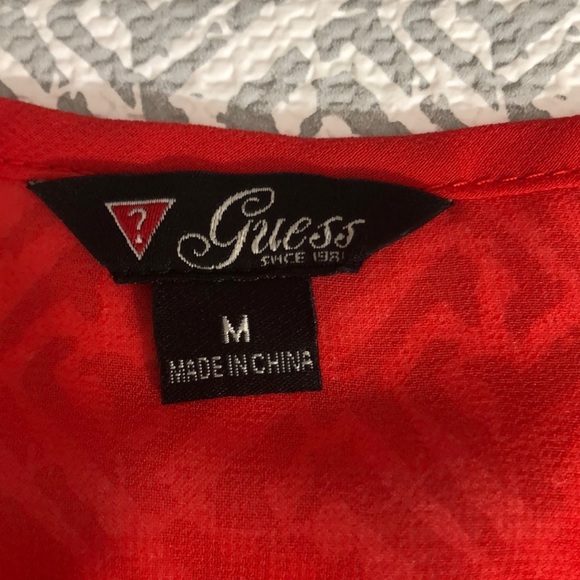 ?
Guess
SINCE 1981
M
MADE IN CHINA